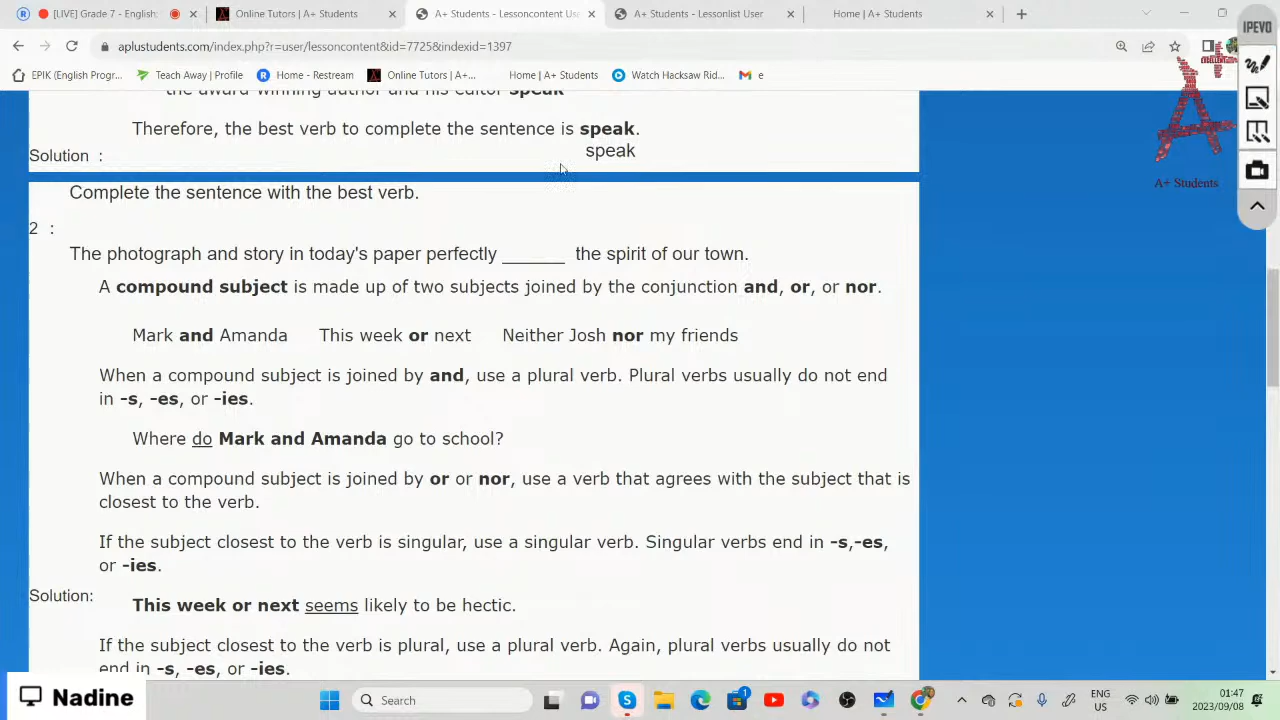 [LIVE] Grade 7 - English:
Online Tutors | A+ Students
A+ Students - Lessoncontent Use
A+ Students - Lessonlist User
Home | A+ Students
IPEVO
aplustudents.com/index.php?r=user/lessoncontent&id=7725&indexid=1397
EPIK (English Progr...
Teach Away | Profile
Home - Restream
Online Tutors | A+...
Home | A+ Students
Watch Hacksaw Rid...
e
the award-winning author and his editor speak
Therefore, the best verb to complete the sentence is speak.
speak
Solution :
A+ Students
Complete the sentence with the best verb.
2 :
The photograph and story in today's paper perfectly ______ the spirit of our town.
A compound subject is made up of two subjects joined by the conjunction and, or, or nor.
Mark and Amanda This week or next Neither Josh nor my friends
When a compound subject is joined by and, use a plural verb. Plural verbs usually do not end
in -s, -es, or -ies.
Where do Mark and Amanda go to school?
When a compound subject is joined by or or nor, use a verb that agrees with the subject that is
closest to the verb.
If the subject closest to the verb is singular, use a singular verb. Singular verbs end in -s,-es,
or -ies.
Solution:
This week or next seems likely to be hectic.
If the subject closest to the verb is plural, use a plural verb. Again, plural verbs usually do not
end in -s, -es, or -ies.
Nadine
Search
1
ENG
US
01:47
2023/09/08